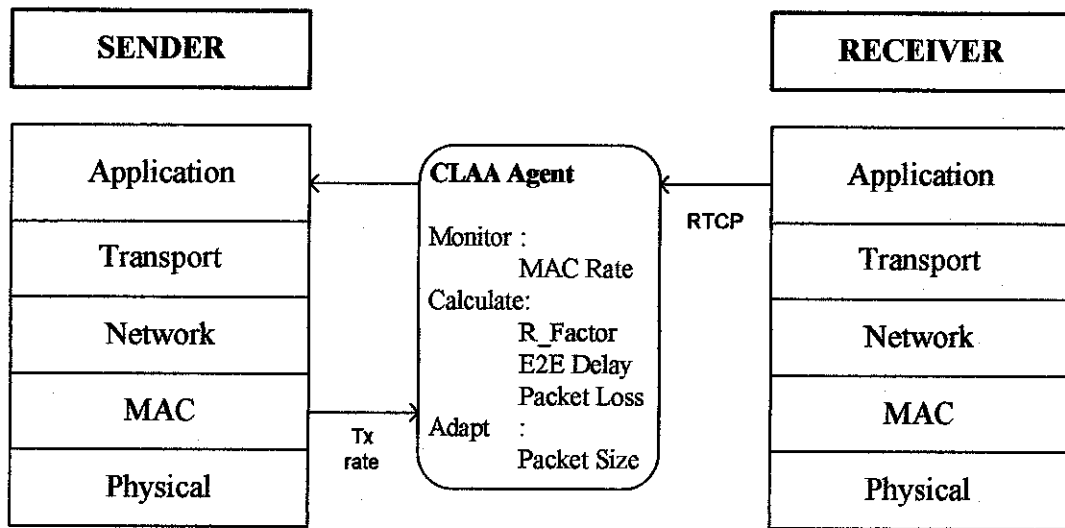 SENDER
RECEIVER
Application
Transport
Network
MAC
Physical
Tx
rate
CLAA Agent
Monitor :
MAC Rate
Calculate:
R_Factor
E2E Delay
Packet Loss
Adapt :
Packet Size
RTCP
Application
Transport
Network
MAC
Physical